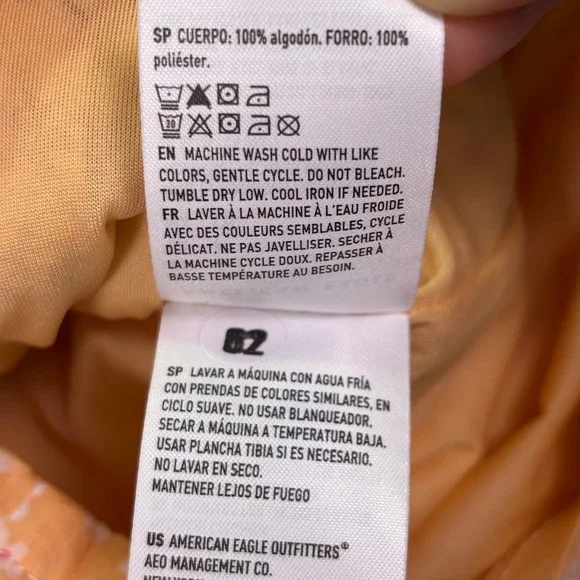 SP CUERPO: 100% algodón. FORRO: 100%
poliéster.
30
EN MACHINE WASH COLD WITH LIKE
COLORS, GENTLE CYCLE. DO NOT BLEACH.
TUMBLE DRY LOW. COOL IRON IF NEEDED.
FR LAVER À LA MACHINE À L'EAU FROIDE
AVEC DES COULEURS SEMBLABLES, CYCLE
DÉLICAT. NE PAS JAVELLISER. SECHER À
LA MACHINE CYCLE DOUX. REPASSER À
BASSE TEMPÉRATURE AU BESOIN.
SP LAVAR A MÁQUINA CON AGUA FRÍA
CON PRENDAS DE COLORES SIMILARES, EN
CICLO SUAVE. NO USAR BLANQUEADOR.
SECAR A MÁQUINA A TEMPERATURA BAJA.
USAR PLANCHA TIBIA SI ES NECESARIO.
NO LAVAR EN SECO.
MANTENER LEJOS DE FUEGO
US AMERICAN EAGLE OUTFITTERS®
AEO MANAGEMENT CO.